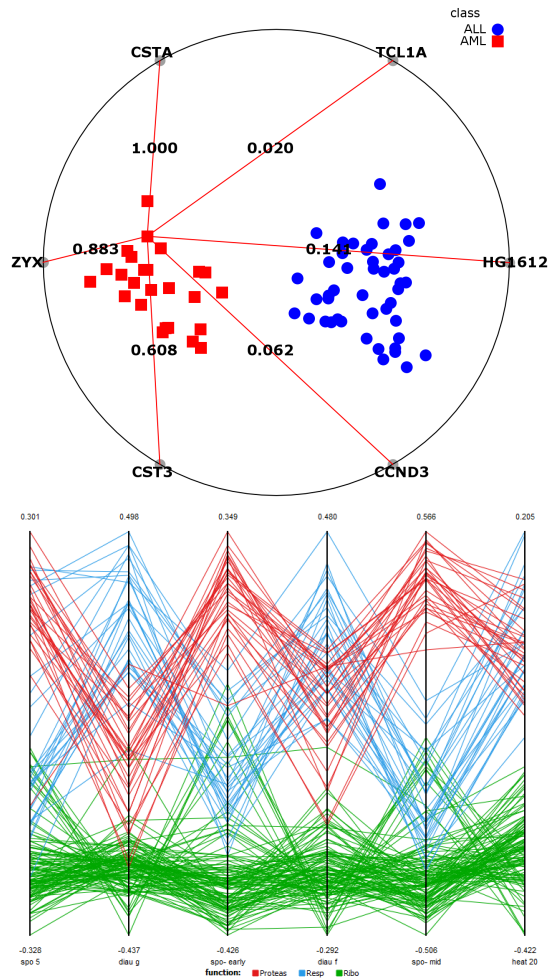 class
ALL
AML
CSTA
TCL1A
1.000
0.020
ZYX
0.883
0.141
HG1612
0.608
0.062
CST3
CCND3
0.301
0.498
0.349
0.480
0.566
0.205
-0.328
-0.437
-0.426
-0.292
-0.506
-0.422
spo 5
diau g
spo- early
diau f
spo- mid
heat 20
function: Proteas Resp Ribo